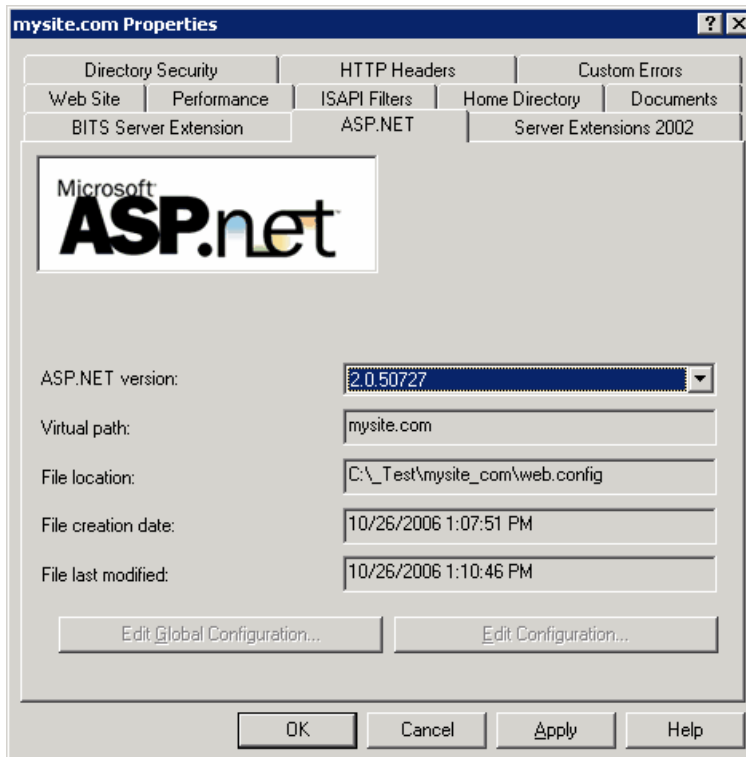 mysite.com Properties
Directory Security HTTP Headers Custom Errors
Web Site Performance ISAPI Filters Home Directory Documents
BITS Server Extension ASP.NET Server Extensions 2002
Microsoft
ASP.net
ASP.NET version: 2.0.50727
Virtual path: mysite.com
File location: C:\_Test\mysite_com\web.config
File creation date: 10/26/2006 1:07:51 PM
File last modified: 10/26/2006 1:10:46 PM
Edit Global Configuration... Edit Configuration...
OK Cancel Apply Help